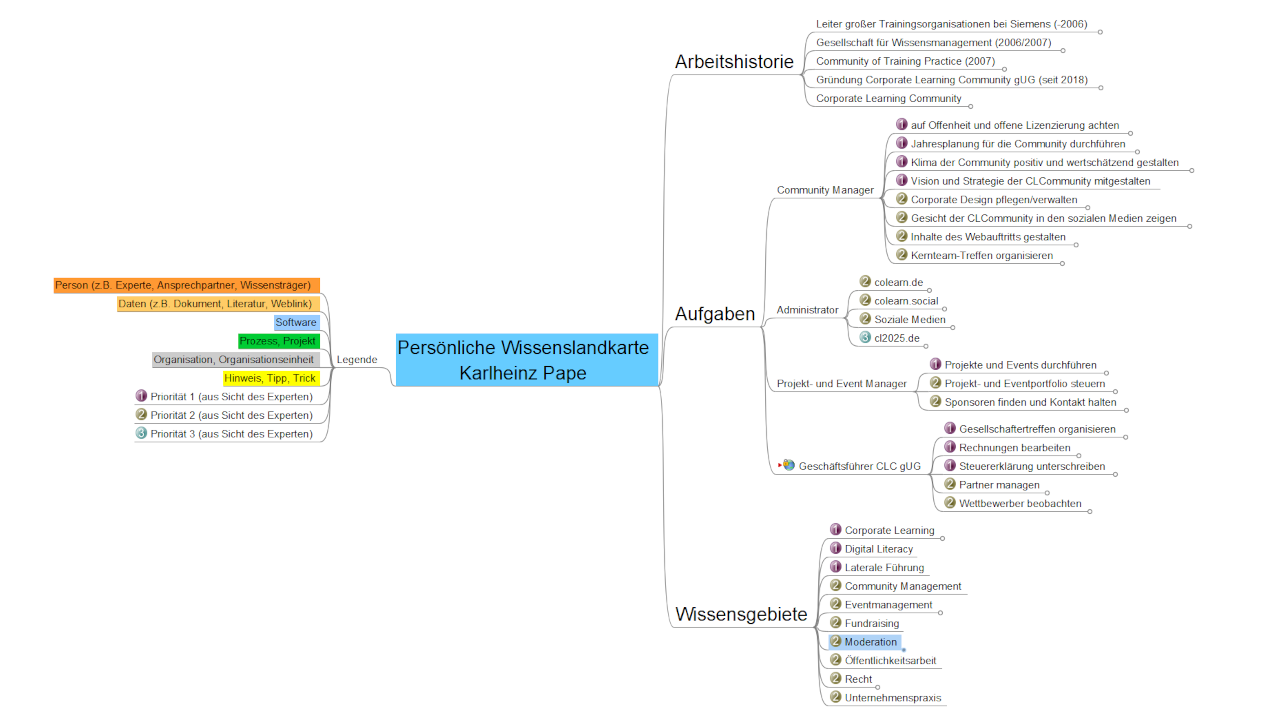 Persönliche Wissenslandkarte
Karlheinz Pape
Arbeitshistorie
Leiter großer Trainingsorganisationen bei Siemens (-2006)
Gesellschaft für Wissensmanagement (2006/2007)
Community of Training Practice (2007)
Gründung Corporate Learning Community gUG (seit 2018)
Corporate Learning Community
Aufgaben
Community Manager
1 auf Offenheit und offene Lizenzierung achten
1 Jahresplanung für die Community durchführen
1 Klima der Community positiv und wertschätzend gestalten
1 Vision und Strategie der CLCommunity mitgestalten
2 Corporate Design pflegen/verwalten
2 Gesicht der CLCommunity in den sozialen Medien zeigen
2 Inhalte des Webauftritts gestalten
2 Kernteam-Treffen organisieren
Administrator
2 colearn.de
2 colearn.social
2 Soziale Medien
3 cl2025.de
Projekt- und Event Manager
1 Projekte und Events durchführen
2 Projekt- und Eventportfolio steuern
2 Sponsoren finden und Kontakt halten
Geschäftsführer CLC gUG
1 Gesellschaftertreffen organisieren
1 Rechnungen bearbeiten
1 Steuererklärung unterschreiben
2 Partner managen
2 Wettbewerber beobachten
Wissensgebiete
1 Corporate Learning
1 Digital Literacy
1 Laterale Führung
2 Community Management
2 Eventmanagement
2 Fundraising
2 Moderation
2 Öffentlichkeitsarbeit
2 Recht
2 Unternehmenspraxis
Legende
Person (z.B. Experte, Ansprechpartner, Wissensträger)
Daten (z.B. Dokument, Literatur, Weblink)
Software
Prozess, Projekt
Organisation, Organisationseinheit
Hinweis, Tipp, Trick
1 Priorität 1 (aus Sicht des Experten)
2 Priorität 2 (aus Sicht des Experten)
3 Priorität 3 (aus Sicht des Experten)